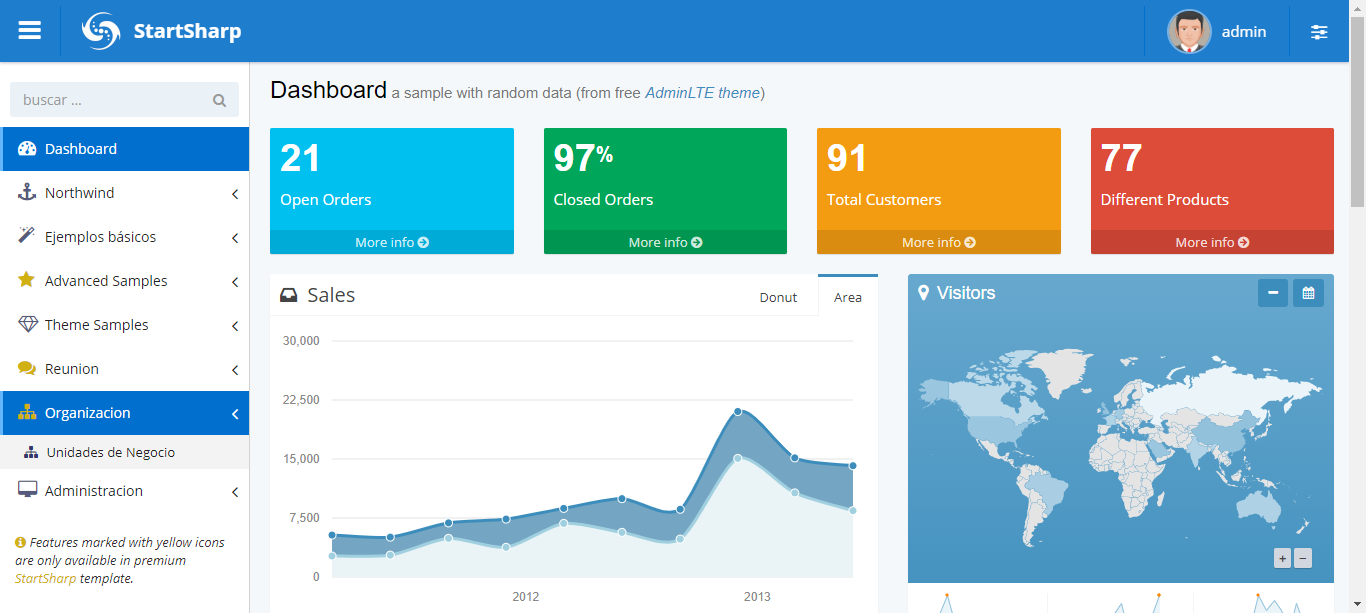 StartSharp
admin
buscar ...
Dashboard
Northwind
Ejemplos básicos
Advanced Samples
Theme Samples
Reunion
Organizacion
Unidades de Negocio
Administracion
Features marked with yellow icons
are only available in premium
StartSharp template.
Dashboard a sample with random data (from free AdminLTE theme)
21
Open Orders
More info
97%
Closed Orders
More info
91
Total Customers
More info
77
Different Products
More info
Sales
Donut
Area
30,000
22,500
15,000
7,500
0
2012
2013
Visitors
+
−